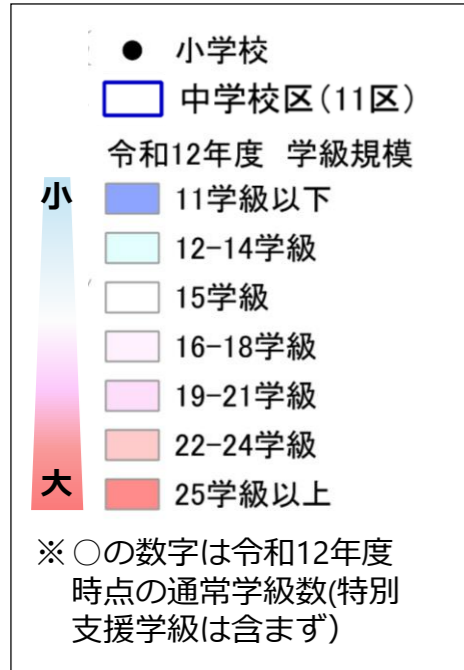 ● 小学校
中学校区(11区)
令和12年度 学級規模
小
11学級以下
12-14学級
15学級
16-18学級
19-21学級
22-24学級
大
25学級以上
※○の数字は令和12年度
時点の通常学級数(特別
支援学級は含まず)